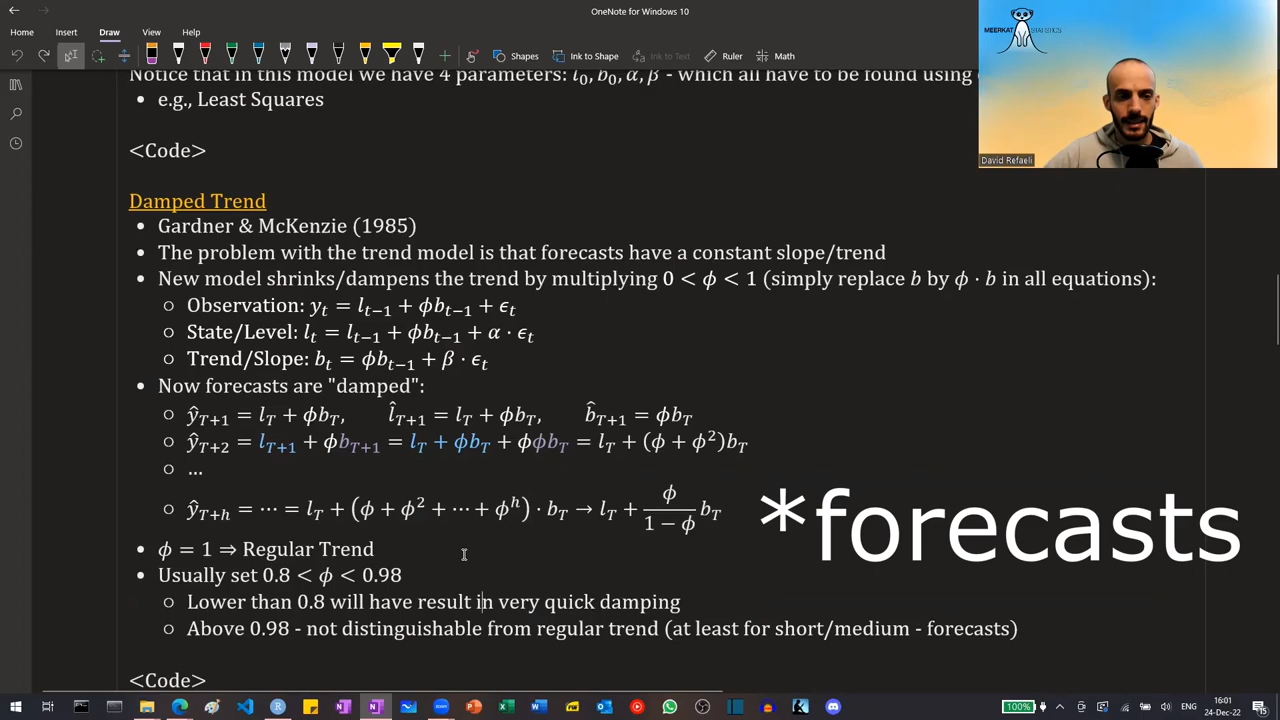 OneNote for Windows 10
Home Insert Draw View Help
Shapes Ink to Shape Ink to Text Ruler Math
MEERKAT STATISTICS
David Refaeli
Notice that in this model we have 4 parameters: l₀, b₀, α, β - which all have to be found using
• e.g., Least Squares
<Code>
Damped Trend
• Gardner & McKenzie (1985)
• The problem with the trend model is that forecasts have a constant slope/trend
• New model shrinks/dampens the trend by multiplying 0 < ϕ < 1 (simply replace b by ϕ · b in all equations):
○ Observation: yₜ = lₜ₋₁ + ϕbₜ₋₁ + ϵₜ
○ State/Level: lₜ = lₜ₋₁ + ϕbₜ₋₁ + α · ϵₜ
○ Trend/Slope: bₜ = ϕbₜ₋₁ + β · ϵₜ
• Now forecasts are "damped":
○ ŷ_{T+1} = l_T + ϕb_T, l̂_{T+1} = l_T + ϕb_T, b̂_{T+1} = ϕb_T
○ ŷ_{T+2} = l_{T+1} + ϕb_{T+1} = l_T + ϕb_T + ϕϕb_T = l_T + (ϕ + ϕ²)b_T
○ ...
○ ŷ_{T+h} = ⋯ = l_T + (ϕ + ϕ² + ⋯ + ϕʰ) · b_T → l_T + ϕ/(1 − ϕ) b_T
*forecasts
• ϕ = 1 ⇒ Regular Trend
• Usually set 0.8 < ϕ < 0.98
○ Lower than 0.8 will have result in very quick damping
○ Above 0.98 - not distinguishable from regular trend (at least for short/medium - forecasts)
<Code>
100%
16:01
24-Dec-22